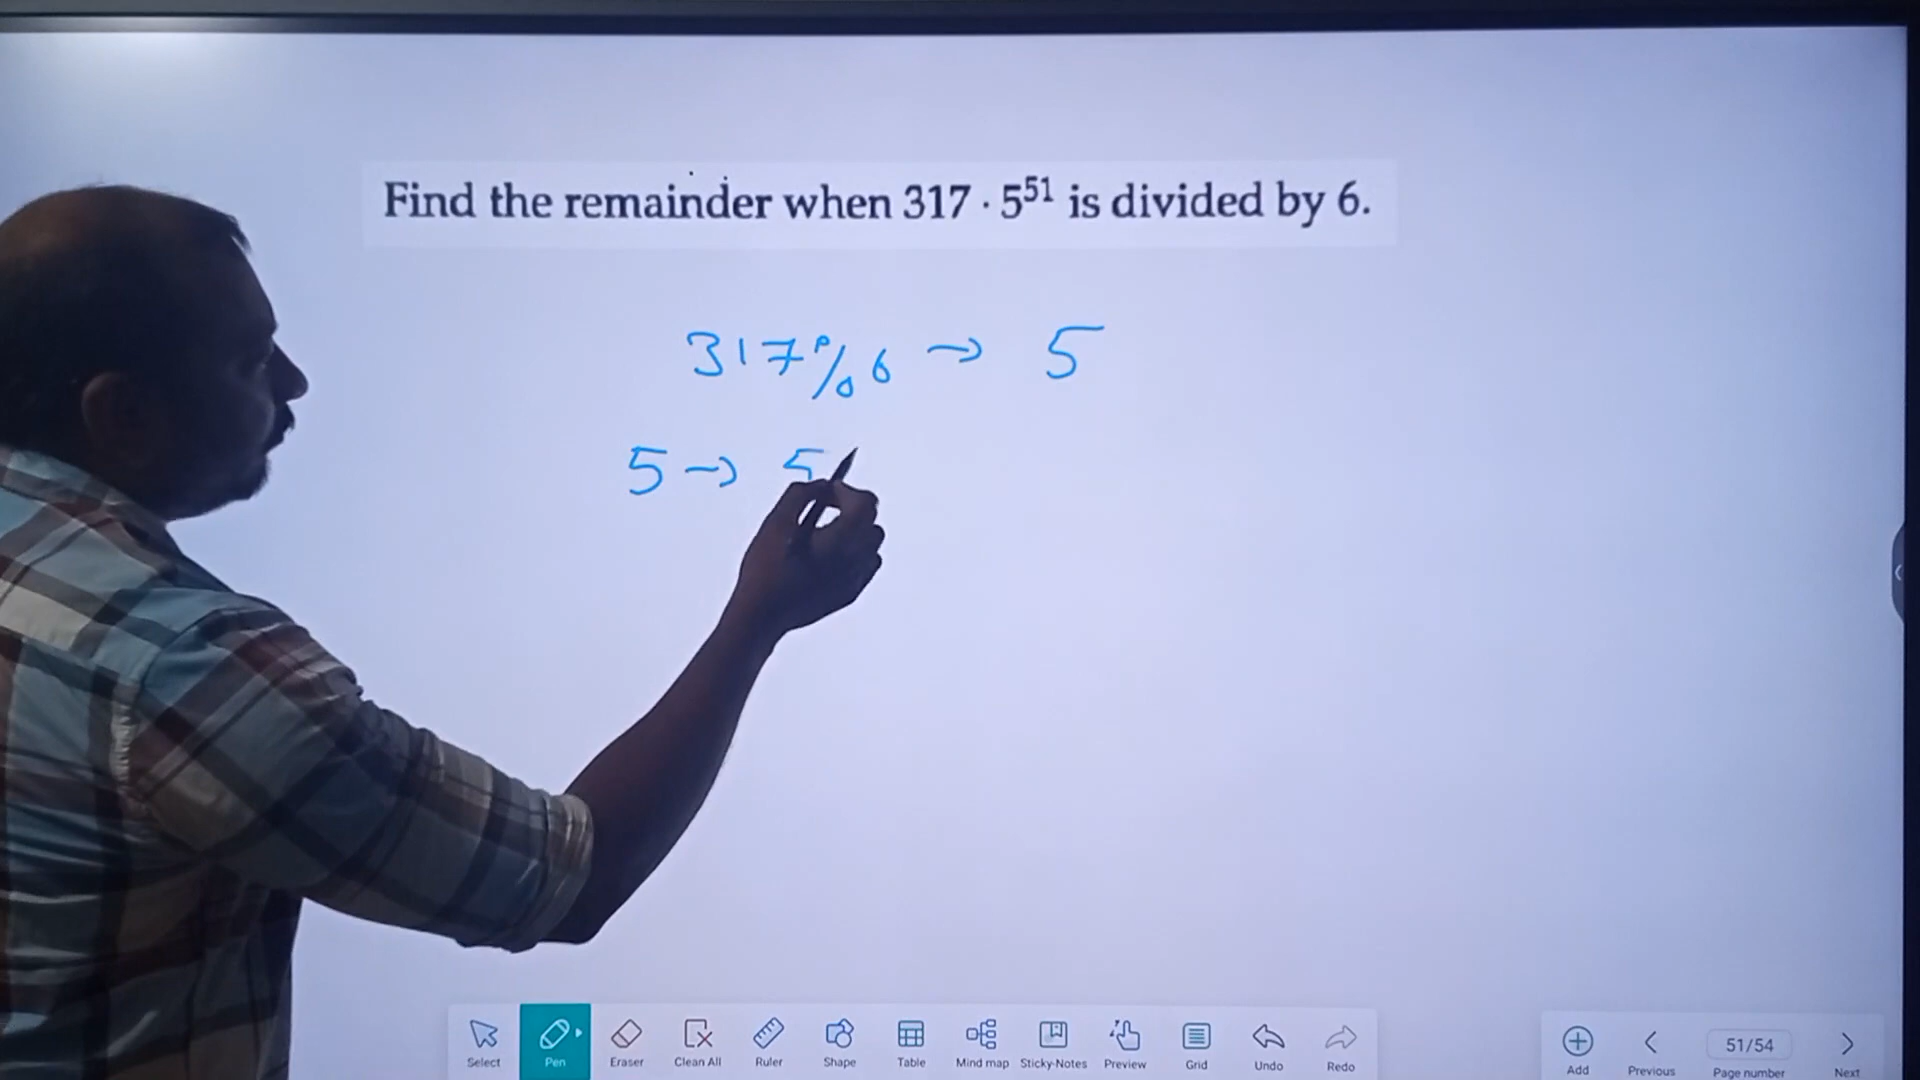 Find the remainder when 317 · 5⁵¹ is divided by 6.
317 % 6 → 5
5 → 5
Select
Pen
Eraser
Clean All
Ruler
Shape
Table
Mind map
Sticky-Notes
Preview
Grid
Undo
Redo
Add
Previous
51/54
Page number
Next